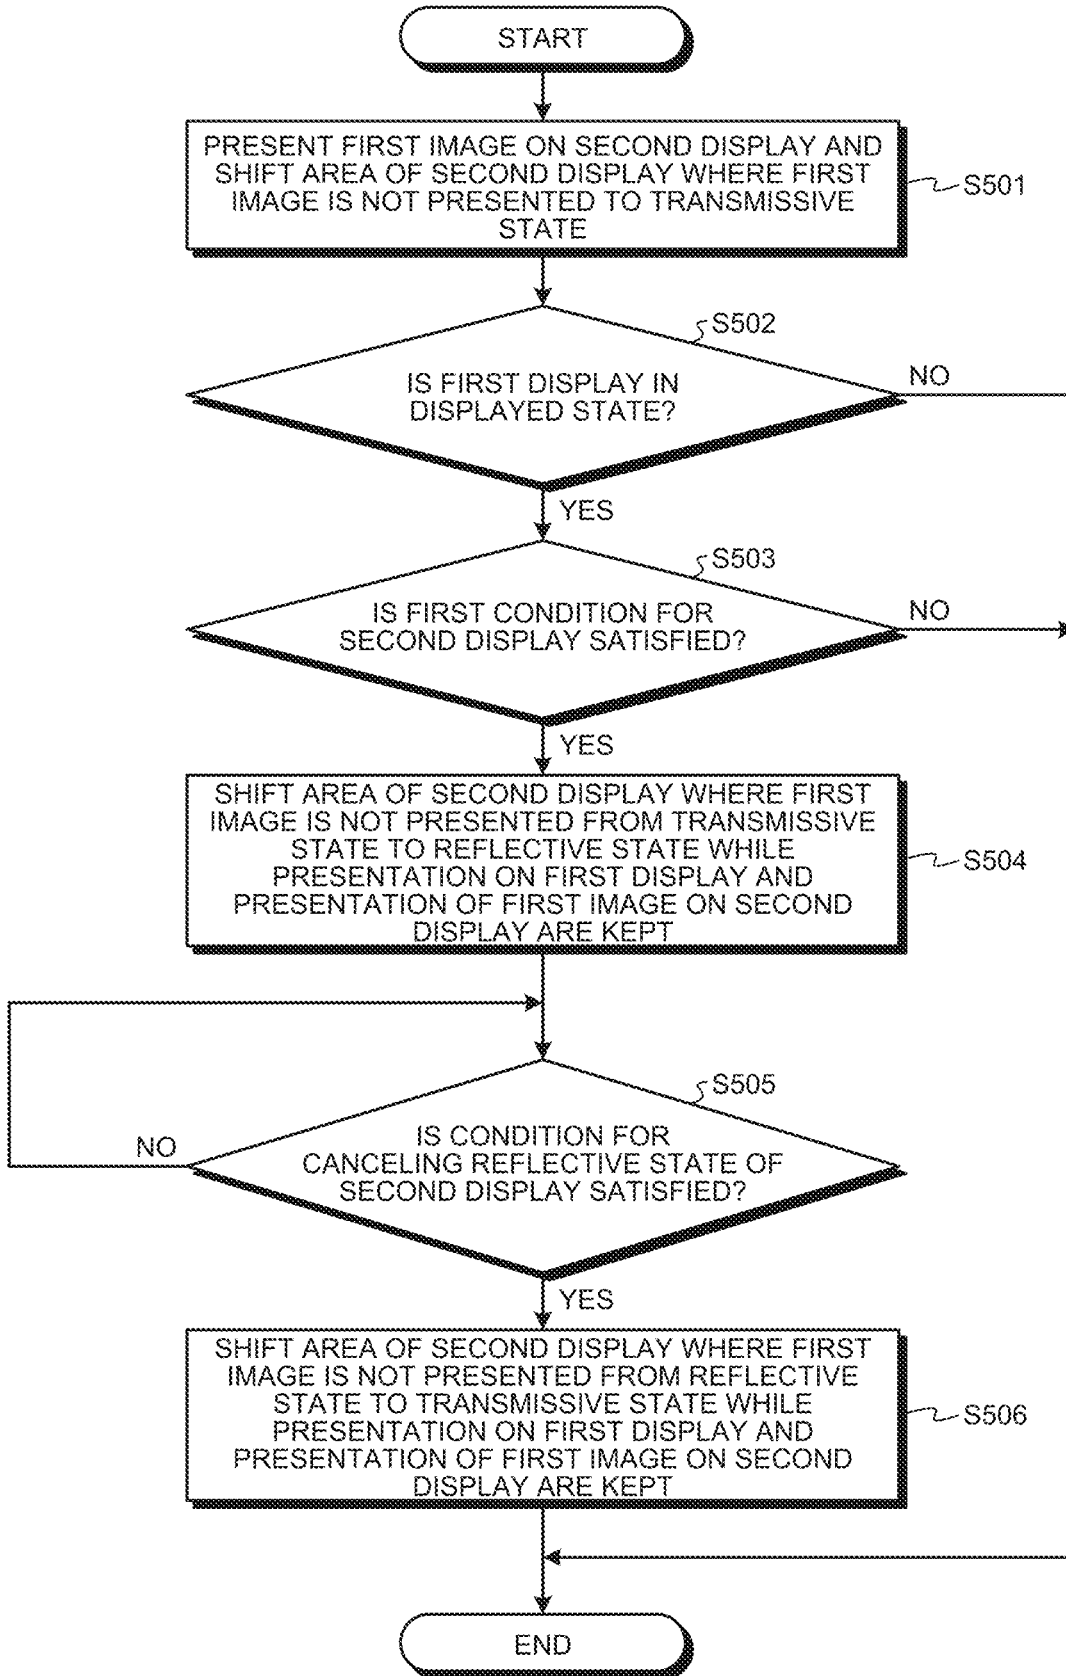 START
PRESENT FIRST IMAGE ON SECOND DISPLAY AND
SHIFT AREA OF SECOND DISPLAY WHERE FIRST
IMAGE IS NOT PRESENTED TO TRANSMISSIVE
STATE
S501
S502
IS FIRST DISPLAY IN
DISPLAYED STATE?
NO
YES
S503
IS FIRST CONDITION FOR
SECOND DISPLAY SATISFIED?
NO
YES
SHIFT AREA OF SECOND DISPLAY WHERE FIRST
IMAGE IS NOT PRESENTED FROM TRANSMISSIVE
STATE TO REFLECTIVE STATE WHILE
PRESENTATION ON FIRST DISPLAY AND
PRESENTATION OF FIRST IMAGE ON SECOND
DISPLAY ARE KEPT
S504
S505
IS CONDITION FOR
CANCELING REFLECTIVE STATE OF
SECOND DISPLAY SATISFIED?
NO
YES
SHIFT AREA OF SECOND DISPLAY WHERE FIRST
IMAGE IS NOT PRESENTED FROM REFLECTIVE
STATE TO TRANSMISSIVE STATE WHILE
PRESENTATION ON FIRST DISPLAY AND
PRESENTATION OF FIRST IMAGE ON SECOND
DISPLAY ARE KEPT
S506
END